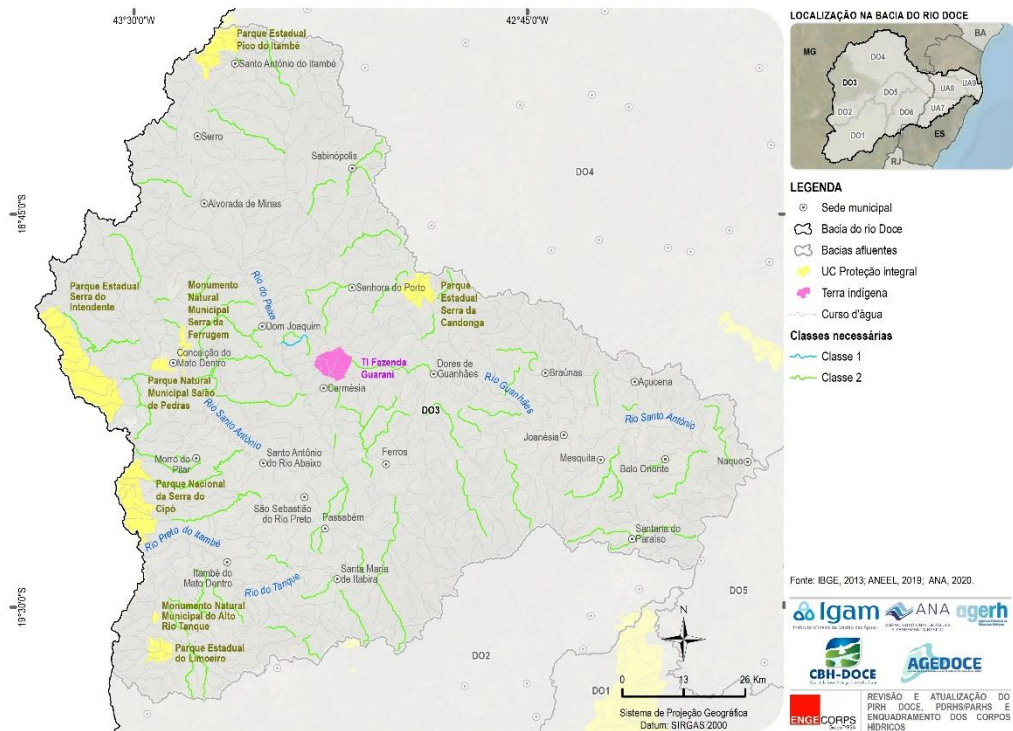 43°30'0"W
42°45'0"W
18°45'0"S
19°30'0"S
Parque Estadual
Pico do Itambé
Santo Antônio do Itambé
Serro
Sabinópolis
DO4
Alvorada de Minas
Parque Estadual
Serra do
Intendente
Monumento
Natural
Municipal
Serra da
Ferrugem
Rio do Peixe
Senhora do Porto
Parque
Estadual
Serra da
Candonga
Dom Joaquim
Conceição do
Mato Dentro
TI Fazenda
Guarani
Dores de
Guanhães
Braúnas
Carmésia
Açucena
Parque Natural
Municipal Salão
de Pedras
Rio Guanhães
DO3
Rio Santo Antônio
Rio Santo Antônio
Joanésia
Morro do
Pilar
Santo Antônio
do Rio Abaixo
Ferros
Mesquita
Belo Oriente
Naque
Parque Nacional
da Serra do
Cipó
São Sebastião
do Rio Preto
Passabém
Rio Preto do Itambé
Santana do
Paraíso
Itambé do
Mato Dentro
Rio do Tanque
Santa Maria
de Itabira
Monumento Natural
Municipal do Alto
Rio Tanque
Parque Estadual
do Limoeiro
DO5
DO2
DO1
N
0 13 26 Km
Sistema de Projeção Geográfica
Datum: SIRGAS 2000
LOCALIZAÇÃO NA BACIA DO RIO DOCE
MG
BA
DO4
DO3
DO5
UA8
UA9
DO2
DO6
UA7
DO1
ES
RJ
LEGENDA
Sede municipal
Bacia do rio Doce
Bacias afluentes
UC Proteção integral
Terra indígena
Curso d'água
Classes necessárias
Classe 1
Classe 2
Fonte: IBGE, 2013; ANEEL, 2019; ANA, 2020.
Igam
ANA
agerh
CBH-DOCE
AGEDOCE
ENGECORPS
REVISÃO E ATUALIZAÇÃO DO
PIRH DOCE, PDRHS/PARHS E
ENQUADRAMENTO DOS CORPOS
HÍDRICOS